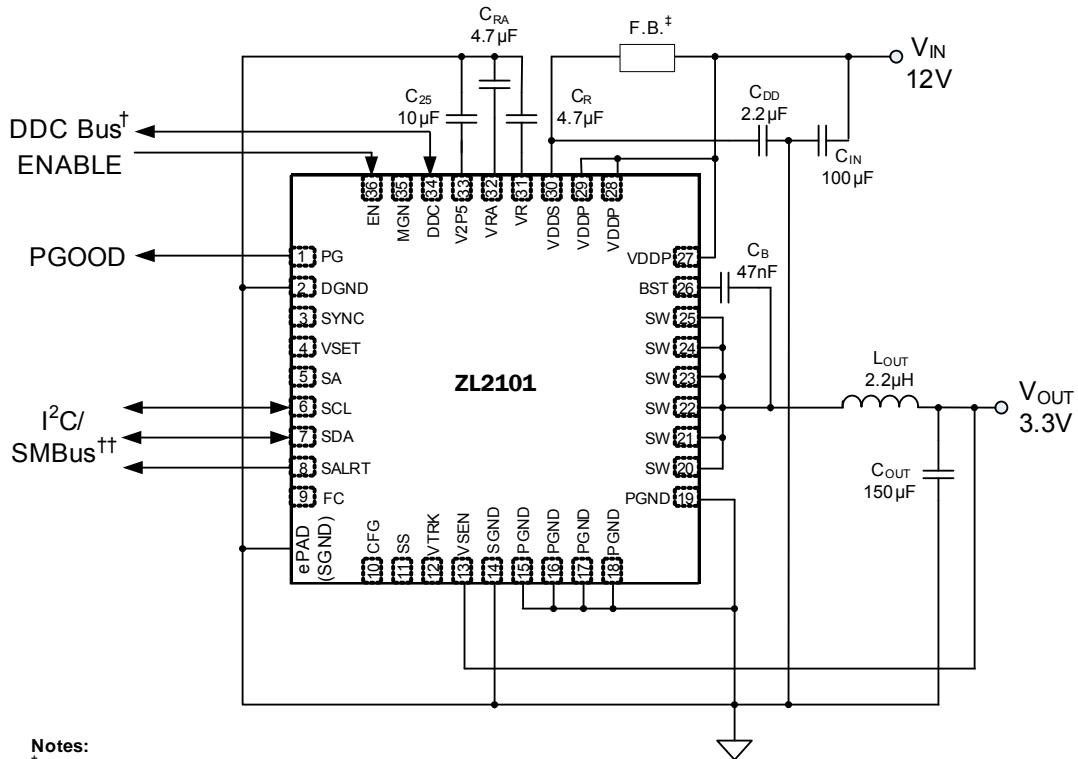 C_RA
4.7µF
F.B.‡
V_IN
12V
C_25
10µF
C_R
4.7µF
C_DD
2.2µF
C_IN
100µF
DDC Bus†
ENABLE
36 35 34 33 32 31 30 29 28
EN MGN DDC V2P5 VRA VR VDDS VDDP VDDP
PGOOD
1 PG
2 DGND
3 SYNC
4 VSET
5 SA
6 SCL
7 SDA
8 SALRT
9 FC
I²C/
SMBus††
ePAD
(SGND)
ZL2101
VDDP 27
BST 26
SW 25
SW 24
SW 23
SW 22
SW 21
SW 20
PGND 19
C_B
47nF
L_OUT
2.2µH
V_OUT
3.3V
C_OUT
150µF
CFG SS VTRK VSEN SGND PGND PGND PGND PGND
10 11 12 13 14 15 16 17 18
Notes: